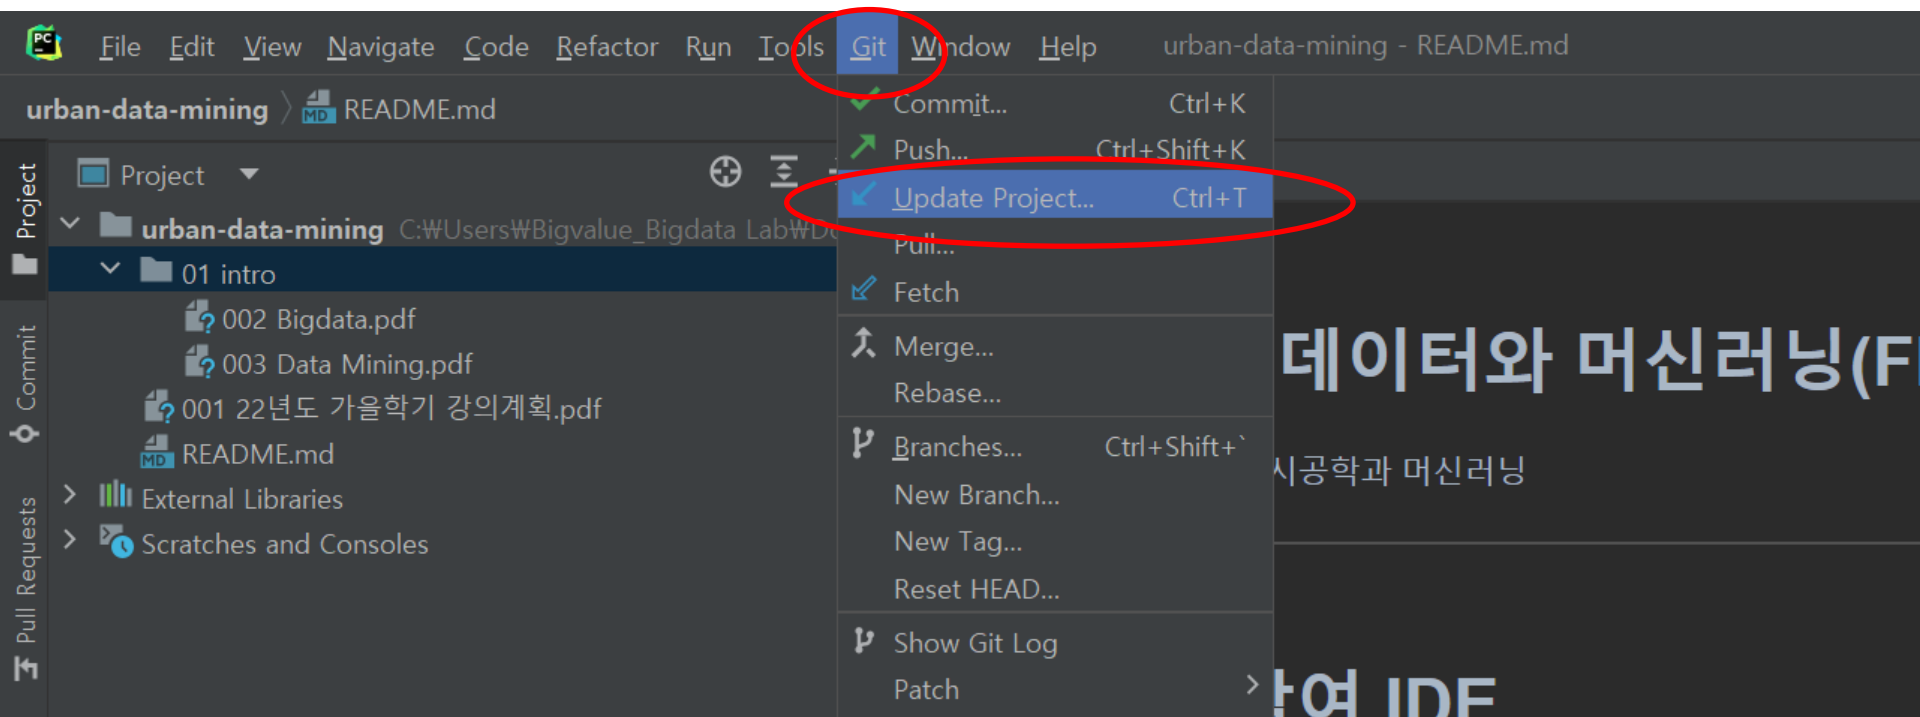 PC
File Edit View Navigate Code Refactor Run Tools Git Window Help urban-data-mining - README.md
urban-data-mining MD README.md
Project
Commit
Pull Requests
Project
urban-data-mining C:₩Users₩Bigvalue_Bigdata Lab₩Do
01 intro
002 Bigdata.pdf
003 Data Mining.pdf
001 22년도 가을학기 강의계획.pdf
MD README.md
External Libraries
Scratches and Consoles
Commit... Ctrl+K
Push... Ctrl+Shift+K
Update Project... Ctrl+T
Pull...
Fetch
Merge...
Rebase...
Branches... Ctrl+Shift+`
New Branch...
New Tag...
Reset HEAD...
Show Git Log
Patch
데이터와 머신러닝(F
시공학과 머신러닝
여 IDE